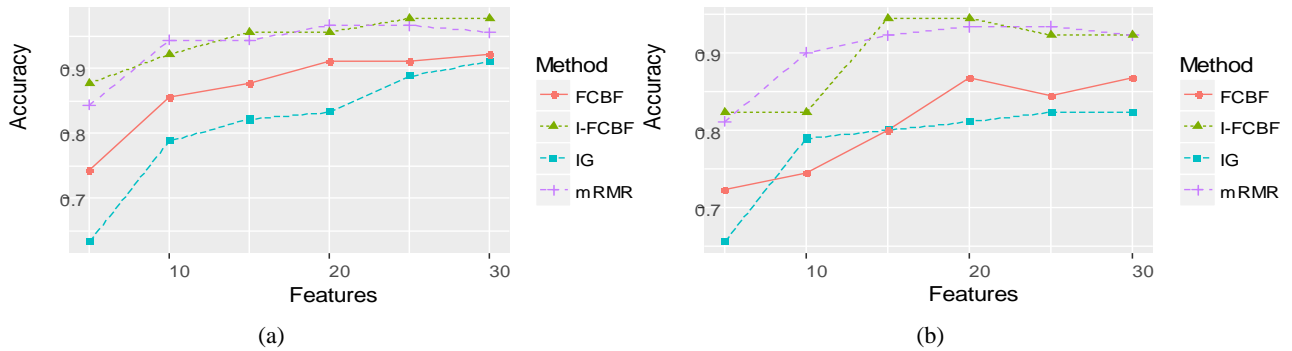 Accuracy
0.9
0.8
0.7
10
20
30
Features
Method
FCBF
I-FCBF
IG
mRMR
(a)
Accuracy
0.9
0.8
0.7
10
20
30
Features
Method
FCBF
I-FCBF
IG
mRMR
(b)